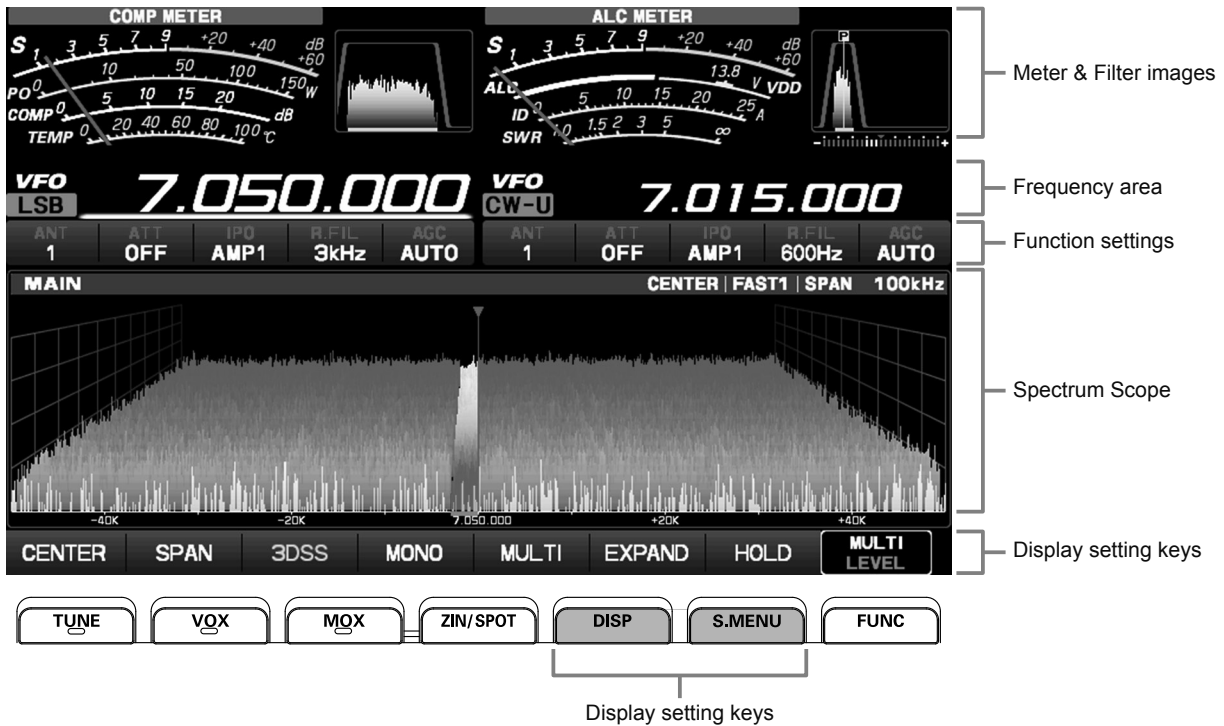 COMP METER
S 1 3 5 7 9 +20 +40 +60 dB
PO 0 10 50 100 150 W
COMP 0 5 10 15 20 dB
TEMP 0 20 40 60 80 100 °C
ALC METER
S 1 3 5 7 9 +20 +40 +60 dB
ALC 13.8 V VDD
ID 0 5 10 15 20 25 A
SWR 1.0 1.5 2 3 5 ∞
P
- +
Meter & Filter images
VFO
LSB
7.050.000
VFO
CW-U
7.015.000
Frequency area
ANT ATT IPO R.FIL AGC
1 OFF AMP1 3kHz AUTO
ANT ATT IPO R.FIL AGC
1 OFF AMP1 600Hz AUTO
Function settings
MAIN CENTER | FAST1 | SPAN 100kHz
Spectrum Scope
-40K -20K 7.050.000 +20K +40K
CENTER SPAN 3DSS MONO MULTI EXPAND HOLD MULTI
LEVEL
Display setting keys
TUNE VOX MOX ZIN/SPOT DISP S.MENU FUNC
Display setting keys